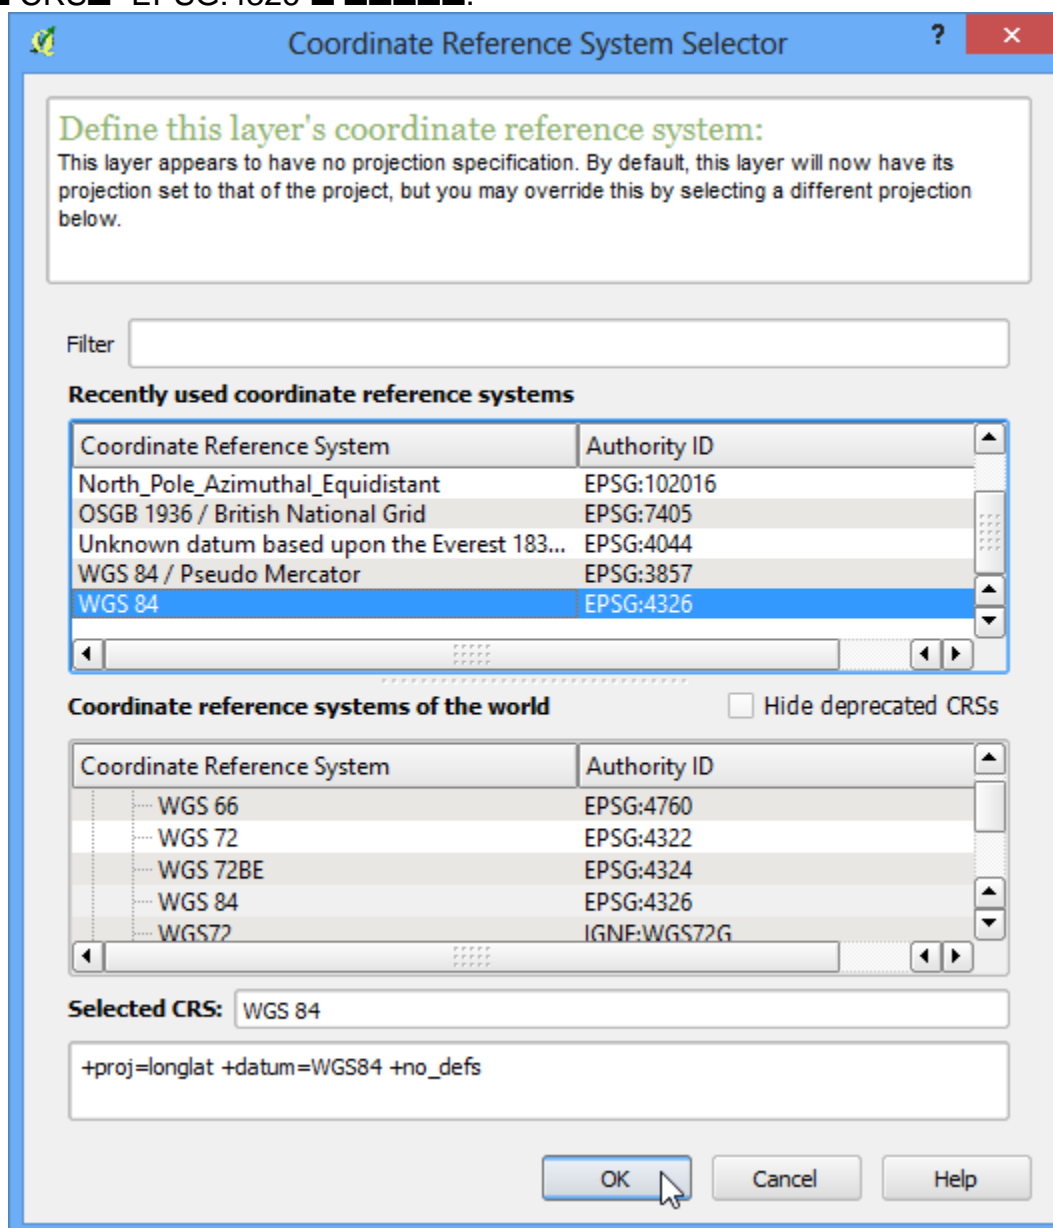 CRS EPSG:4326
Coordinate Reference System Selector
?
×
Define this layer's coordinate reference system:
This layer appears to have no projection specification. By default, this layer will now have its
projection set to that of the project, but you may override this by selecting a different projection
below.
Filter
Recently used coordinate reference systems
Coordinate Reference System Authority ID
North_Pole_Azimuthal_Equidistant EPSG:102016
OSGB 1936 / British National Grid EPSG:7405
Unknown datum based upon the Everest 183... EPSG:4044
WGS 84 / Pseudo Mercator EPSG:3857
WGS 84 EPSG:4326
Coordinate reference systems of the world Hide deprecated CRSs
Coordinate Reference System Authority ID
WGS 66 EPSG:4760
WGS 72 EPSG:4322
WGS 72BE EPSG:4324
WGS 84 EPSG:4326
WGS72 IGNF:WGS72G
Selected CRS: WGS 84
+proj=longlat +datum=WGS84 +no_defs
OK Cancel Help